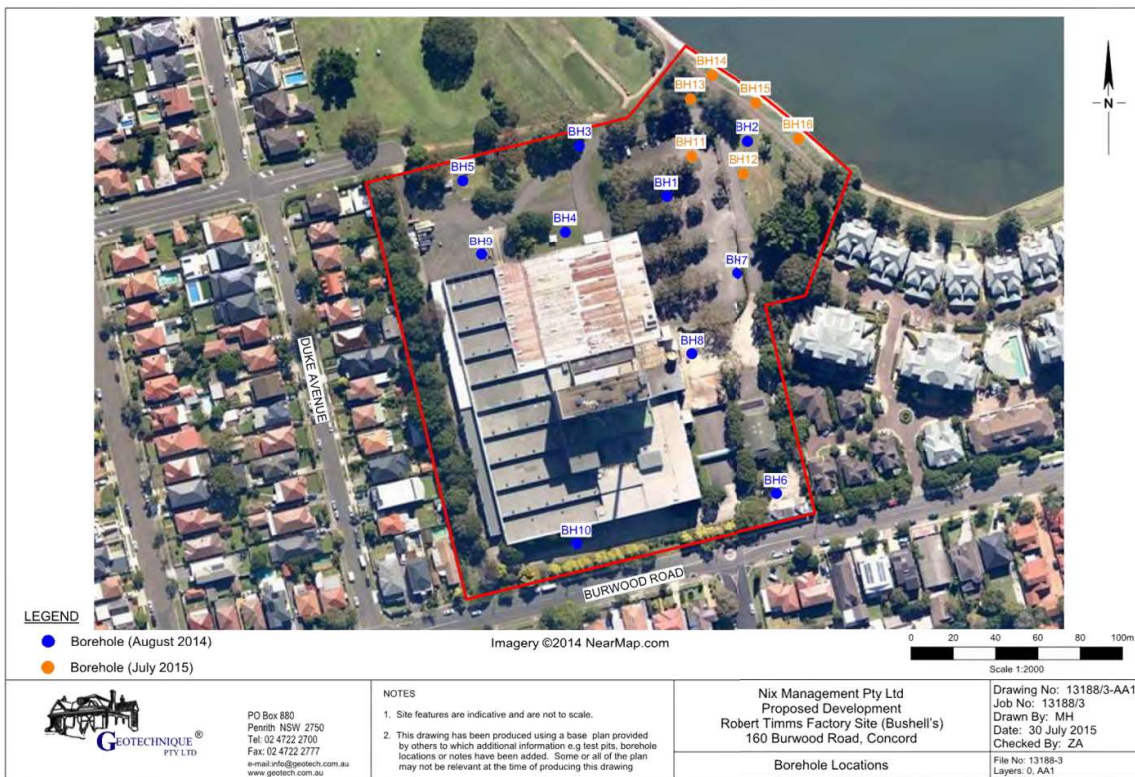 BH14
BH13
BH15
BH3
BH2
BH16
BH11
BH5
BH12
BH1
BH4
BH9
BH7
DUKE AVENUE
BH8
BH6
BH10
BURWOOD ROAD
N
LEGEND
Borehole (August 2014)
Borehole (July 2015)
Imagery ©2014 NearMap.com
0 20 40 60 80 100m
Scale 1:2000
GEOTECHNIQUE ®
PTY LTD
PO Box 880
Penrith NSW 2750
Tel: 02 4722 2700
Fax: 02 4722 2777
e-mail:info@geotech.com.au
www.geotech.com.au
NOTES
1. Site features are indicative and are not to scale.
2. This drawing has been produced using a base plan provided
by others to which additional information e.g test pits, borehole
locations or notes have been added. Some or all of the plan
may not be relevant at the time of producing this drawing
Nix Management Pty Ltd
Proposed Development
Robert Timms Factory Site (Bushell's)
160 Burwood Road, Concord
Borehole Locations
Drawing No: 13188/3-AA1
Job No: 13188/3
Drawn By: MH
Date: 30 July 2015
Checked By: ZA
File No: 13188-3
Layers: 0, AA1